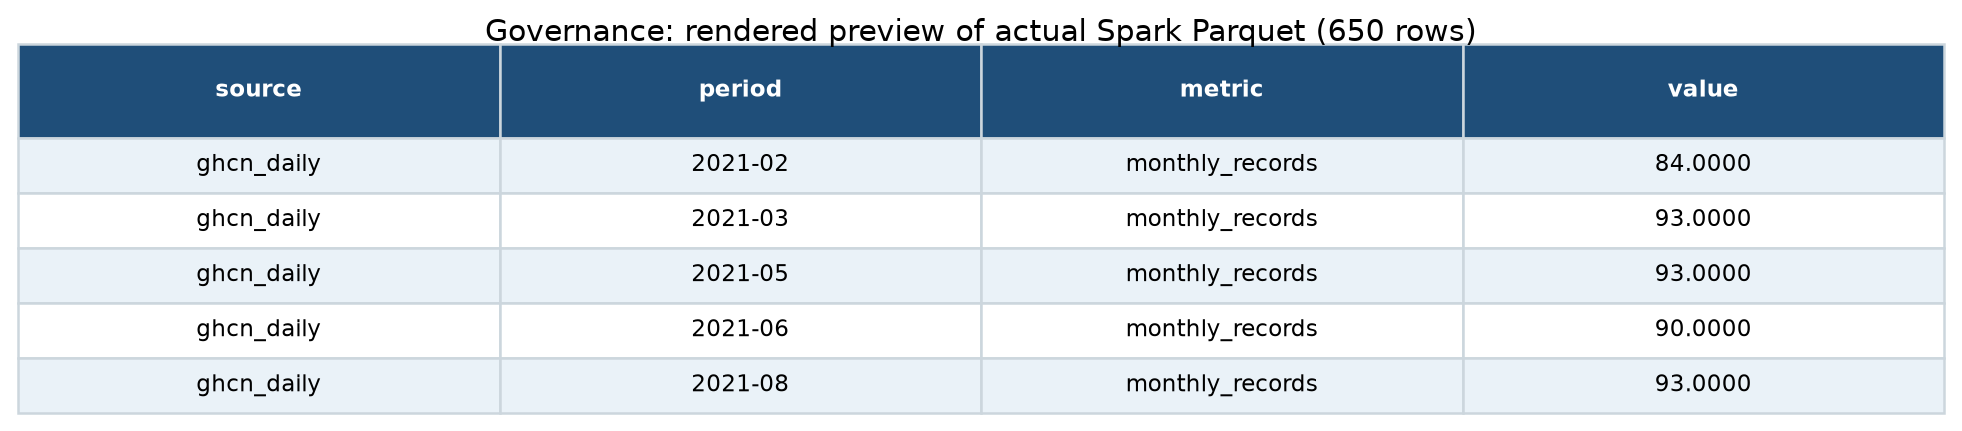 Governance: rendered preview of actual Spark Parquet (650 rows)
source period metric value
ghcn_daily 2021-02 monthly_records 84.0000
ghcn_daily 2021-03 monthly_records 93.0000
ghcn_daily 2021-05 monthly_records 93.0000
ghcn_daily 2021-06 monthly_records 90.0000
ghcn_daily 2021-08 monthly_records 93.0000